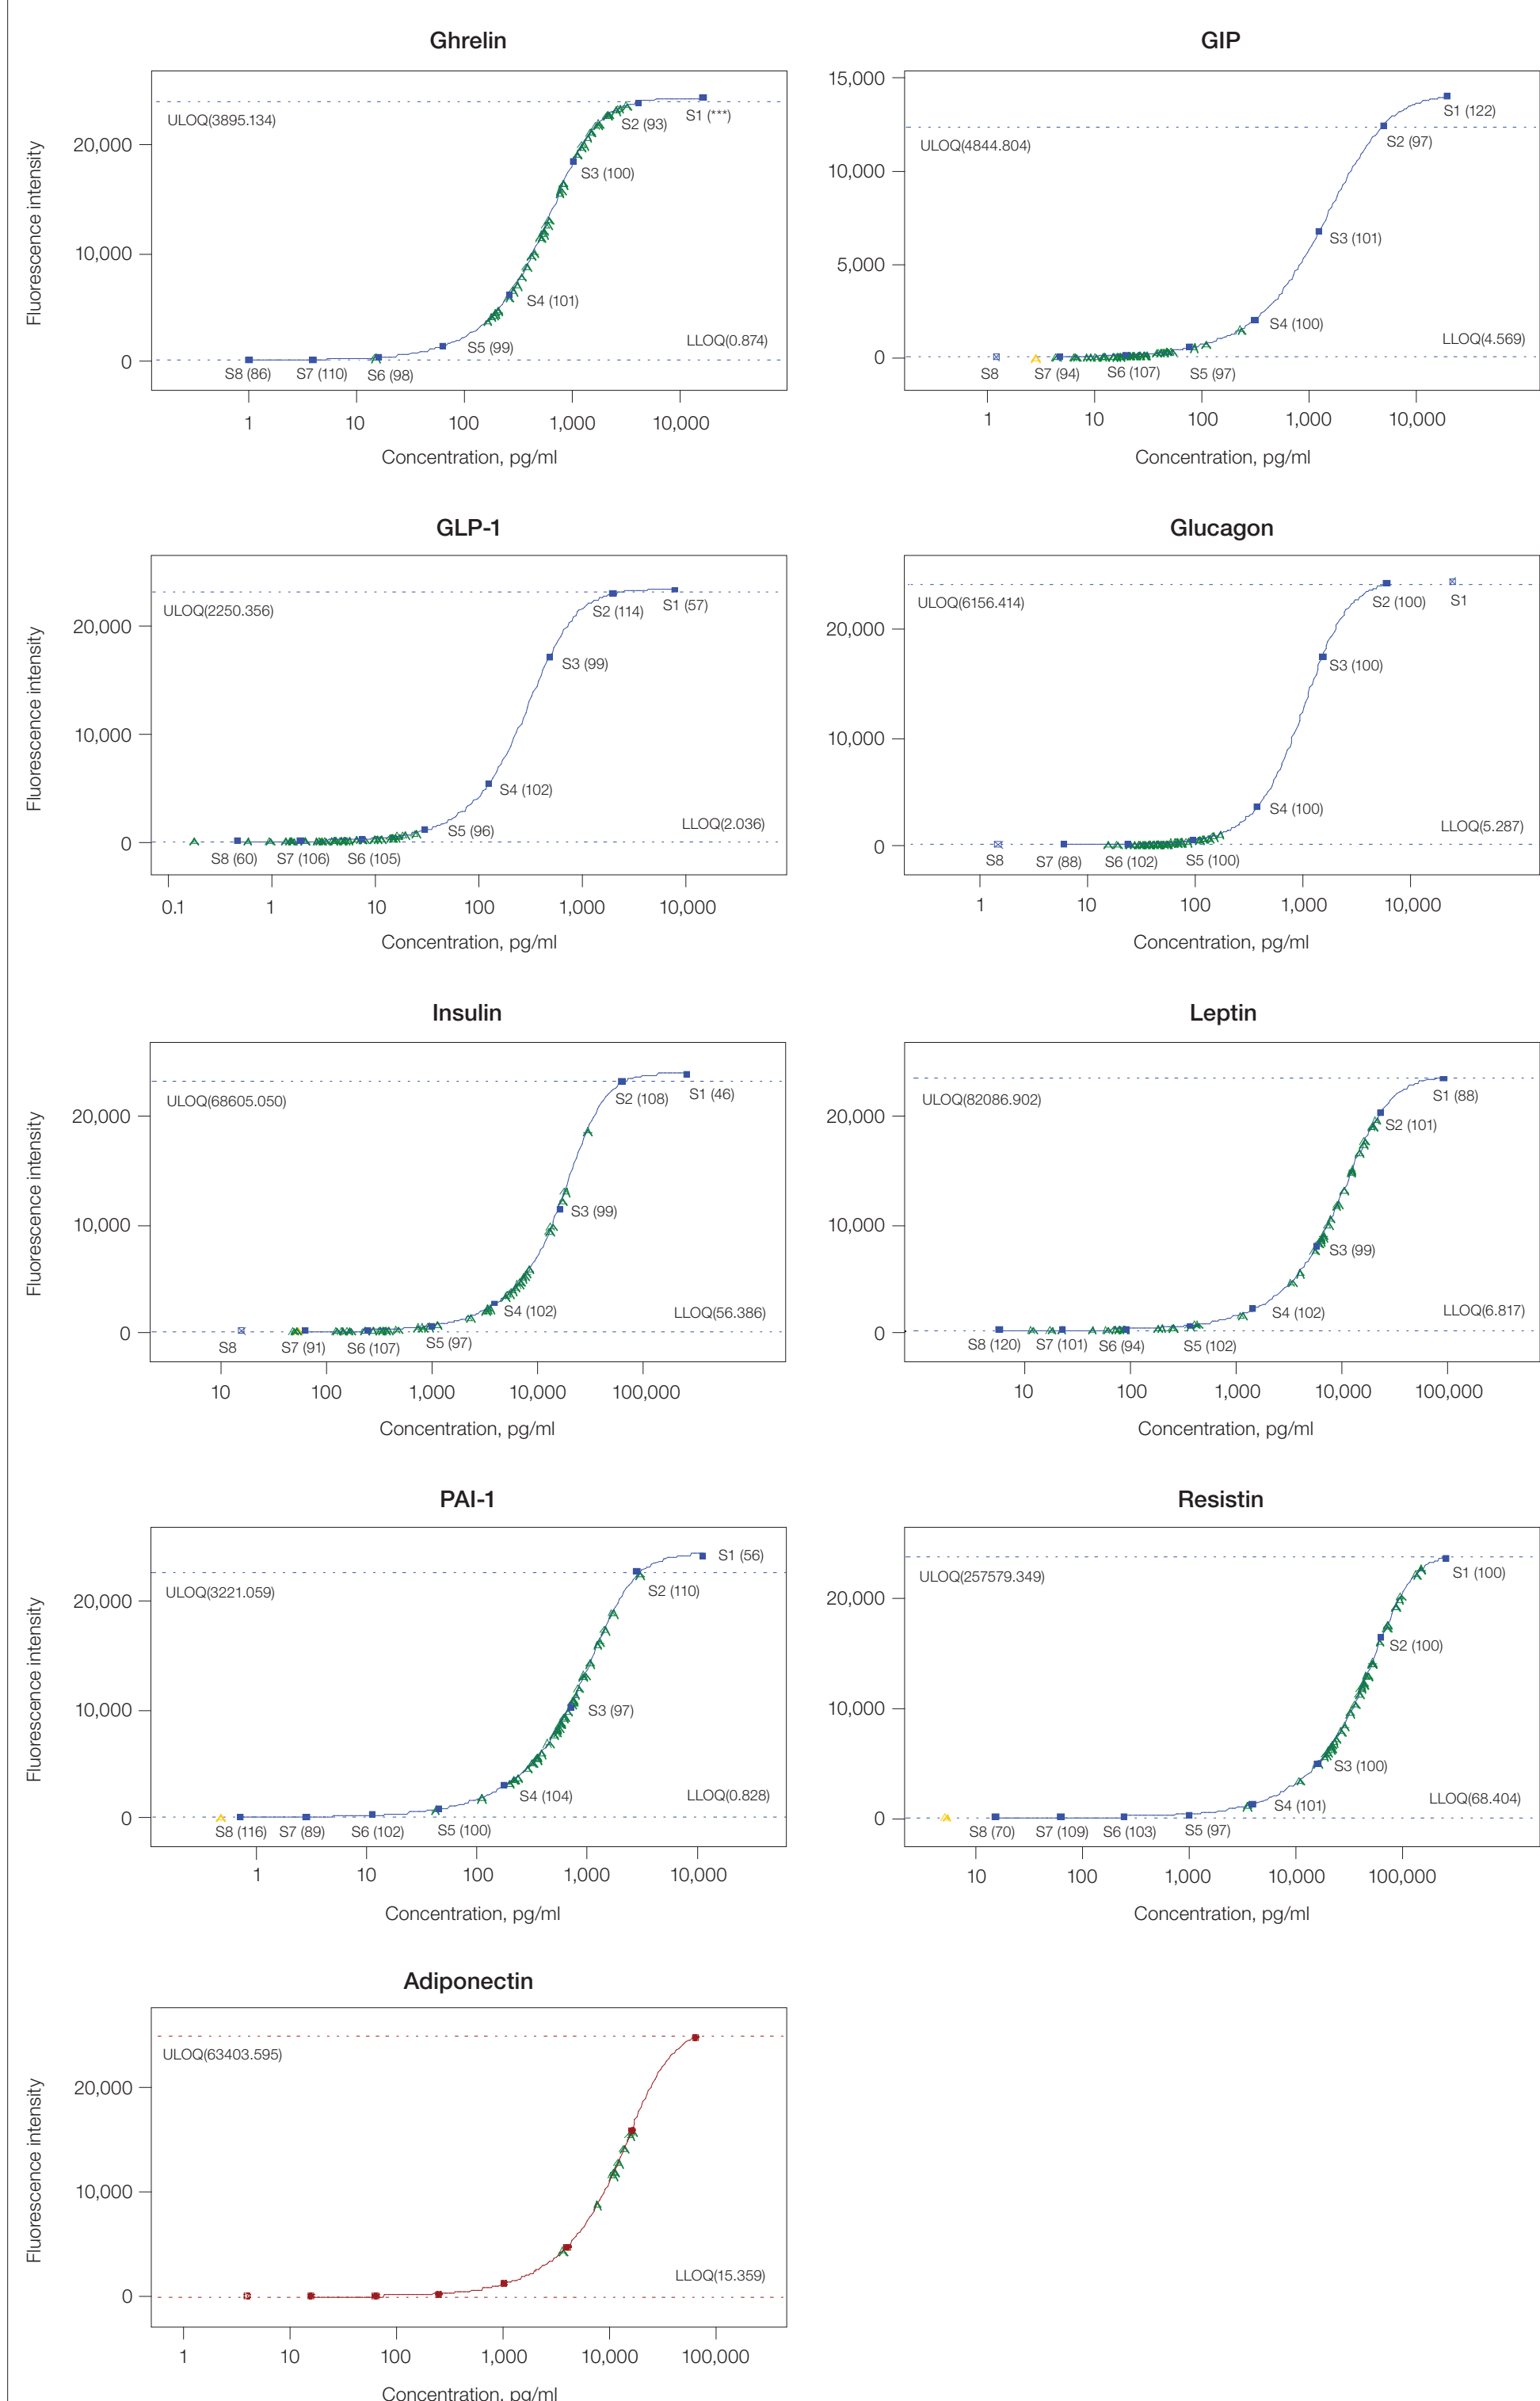 Ghrelin
Fluorescence intensity
20,000
10,000
0
ULOQ(3895.134)
S1 (***)
S2 (93)
S3 (100)
S4 (101)
LLOQ(0.874)
S5 (99)
S8 (86) S7 (110) S6 (98)
1 10 100 1,000 10,000
Concentration, pg/ml
GIP
15,000
10,000
5,000
0
S1 (122)
ULOQ(4844.804)
S2 (97)
S3 (101)
S4 (100)
LLOQ(4.569)
S8 S7 (94) S6 (107) S5 (97)
1 10 100 1,000 10,000
Concentration, pg/ml
GLP-1
Fluorescence intensity
20,000
10,000
0
ULOQ(2250.356)
S2 (114) S1 (57)
S3 (99)
S4 (102)
LLOQ(2.036)
S5 (96)
S8 (60) S7 (106) S6 (105)
0.1 1 10 100 1,000 10,000
Concentration, pg/ml
Glucagon
20,000
10,000
0
ULOQ(6156.414)
S2 (100) S1
S3 (100)
S4 (100)
LLOQ(5.287)
S8 S7 (88) S6 (102) S5 (100)
1 10 100 1,000 10,000
Concentration, pg/ml
Insulin
Fluorescence intensity
20,000
10,000
0
ULOQ(68605.050)
S2 (108) S1 (46)
S3 (99)
S4 (102)
LLOQ(56.386)
S8 S7 (91) S6 (107) S5 (97)
10 100 1,000 10,000 100,000
Concentration, pg/ml
Leptin
20,000
10,000
0
ULOQ(82086.902)
S1 (88)
S2 (101)
S3 (99)
S4 (102)
LLOQ(6.817)
S8 (120) S7 (101) S6 (94) S5 (102)
10 100 1,000 10,000 100,000
Concentration, pg/ml
PAI-1
Fluorescence intensity
20,000
10,000
0
S1 (56)
ULOQ(3221.059)
S2 (110)
S3 (97)
S4 (104)
LLOQ(0.828)
S8 (116) S7 (89) S6 (102) S5 (100)
1 10 100 1,000 10,000
Concentration, pg/ml
Resistin
20,000
10,000
0
ULOQ(257579.349)
S1 (100)
S2 (100)
S3 (100)
LLOQ(68.404)
S4 (101)
S8 (70) S7 (109) S6 (103) S5 (97)
10 100 1,000 10,000 100,000
Concentration, pg/ml
Adiponectin
Fluorescence intensity
20,000
10,000
0
ULOQ(63403.595)
LLOQ(15.359)
1 10 100 1,000 10,000 100,000
Concentration, pg/ml